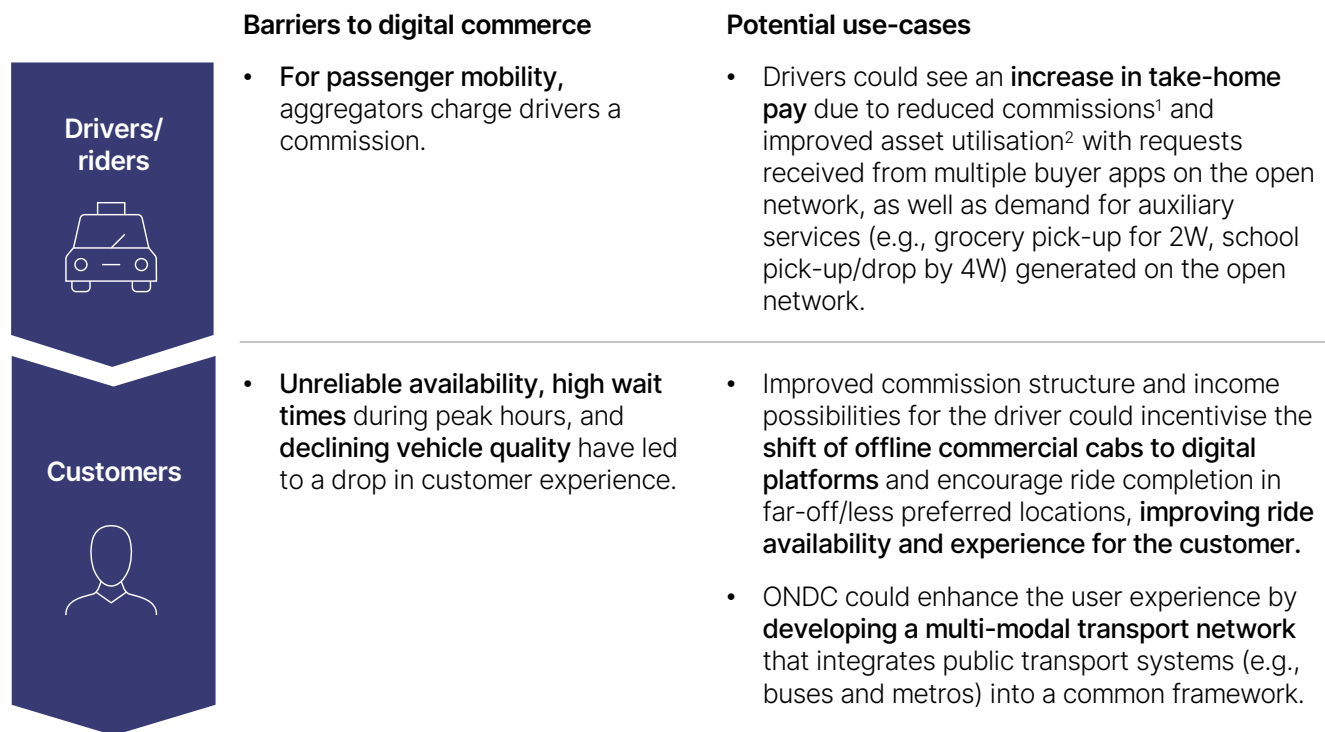 Barriers to digital commerce
Potential use-cases
Drivers/
riders
• For passenger mobility,
aggregators charge drivers a
commission.
• Drivers could see an increase in take-home
pay due to reduced commissions¹ and
improved asset utilisation² with requests
received from multiple buyer apps on the open
network, as well as demand for auxiliary
services (e.g., grocery pick-up for 2W, school
pick-up/drop by 4W) generated on the open
network.
Customers
• Unreliable availability, high wait
times during peak hours, and
declining vehicle quality have led
to a drop in customer experience.
• Improved commission structure and income
possibilities for the driver could incentivise the
shift of offline commercial cabs to digital
platforms and encourage ride completion in
far-off/less preferred locations, improving ride
availability and experience for the customer.
• ONDC could enhance the user experience by
developing a multi-modal transport network
that integrates public transport systems (e.g.,
buses and metros) into a common framework.